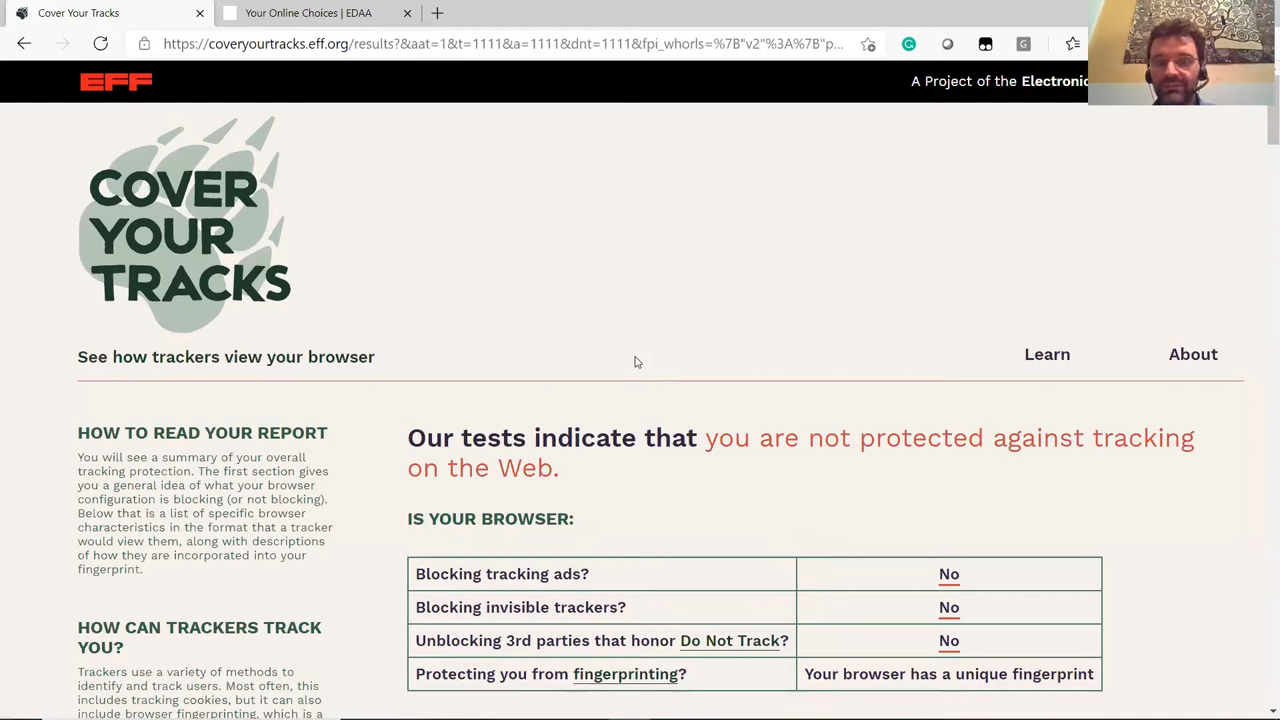 Cover Your Tracks
Your Online Choices | EDAA
https://coveryourtracks.eff.org/results?&aat=1&t=1111&a=1111&dnt=1111&fpi_whorls=%7B"v2"%3A%7B"p...
EFF
A Project of the Electronic
COVER
YOUR
TRACKS
See how trackers view your browser
Learn
About
HOW TO READ YOUR REPORT
You will see a summary of your overall
tracking protection. The first section gives
you a general idea of what your browser
configuration is blocking (or not blocking).
Below that is a list of specific browser
characteristics in the format that a tracker
would view them, along with descriptions
of how they are incorporated into your
fingerprint.
HOW CAN TRACKERS TRACK
YOU?
Trackers use a variety of methods to
identify and track users. Most often, this
includes tracking cookies, but it can also
include browser fingerprinting, which is a
Our tests indicate that you are not protected against tracking
on the Web.
IS YOUR BROWSER:
Blocking tracking ads? No
Blocking invisible trackers? No
Unblocking 3rd parties that honor Do Not Track? No
Protecting you from fingerprinting? Your browser has a unique fingerprint